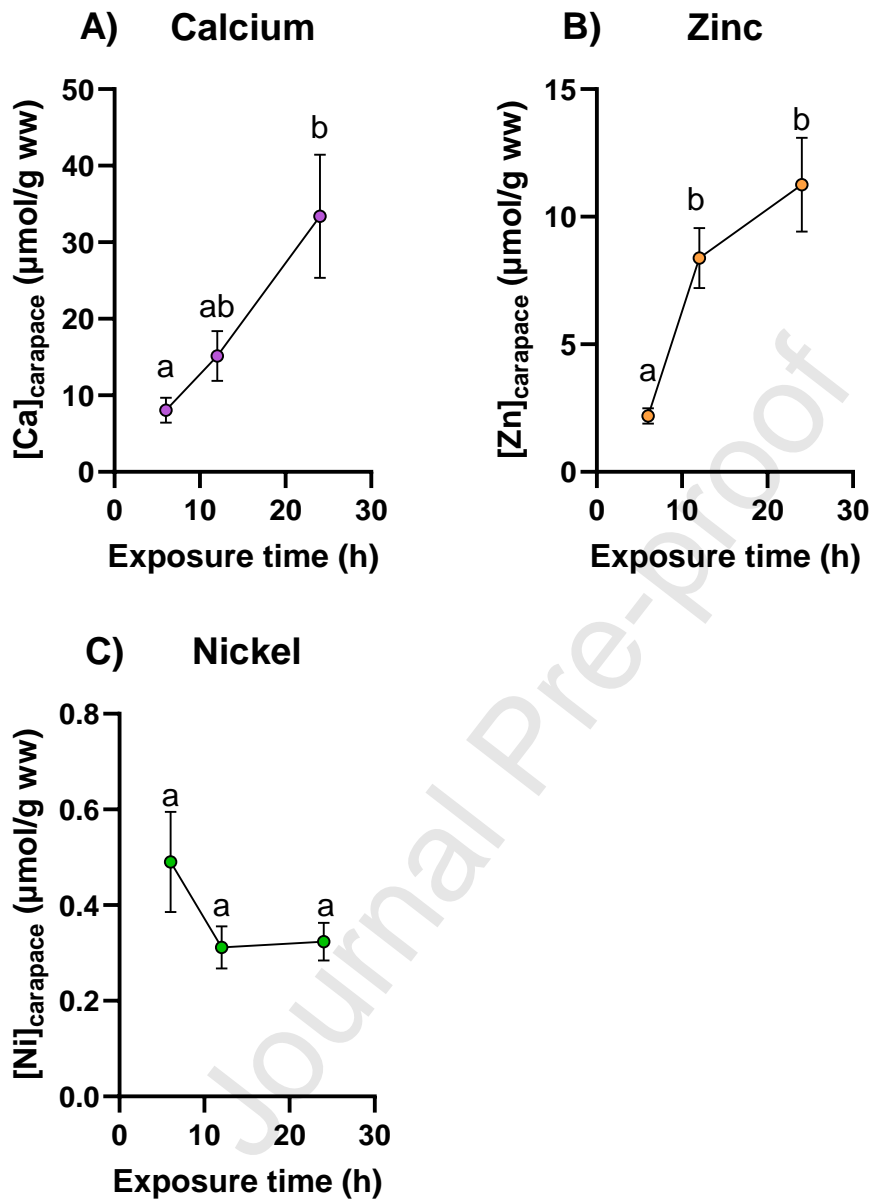 A) Calcium
[Ca]carapace (µmol/g ww)
50
40
30
20
10
0
a
ab
b
0 10 20 30
Exposure time (h)
B) Zinc
[Zn]carapace (µmol/g ww)
15
10
5
0
a
b
b
0 10 20 30
Exposure time (h)
C) Nickel
[Ni]carapace (µmol/g ww)
0.8
0.6
0.4
0.2
0.0
a
a
a
0 10 20 30
Exposure time (h)
Journal Pre-proof